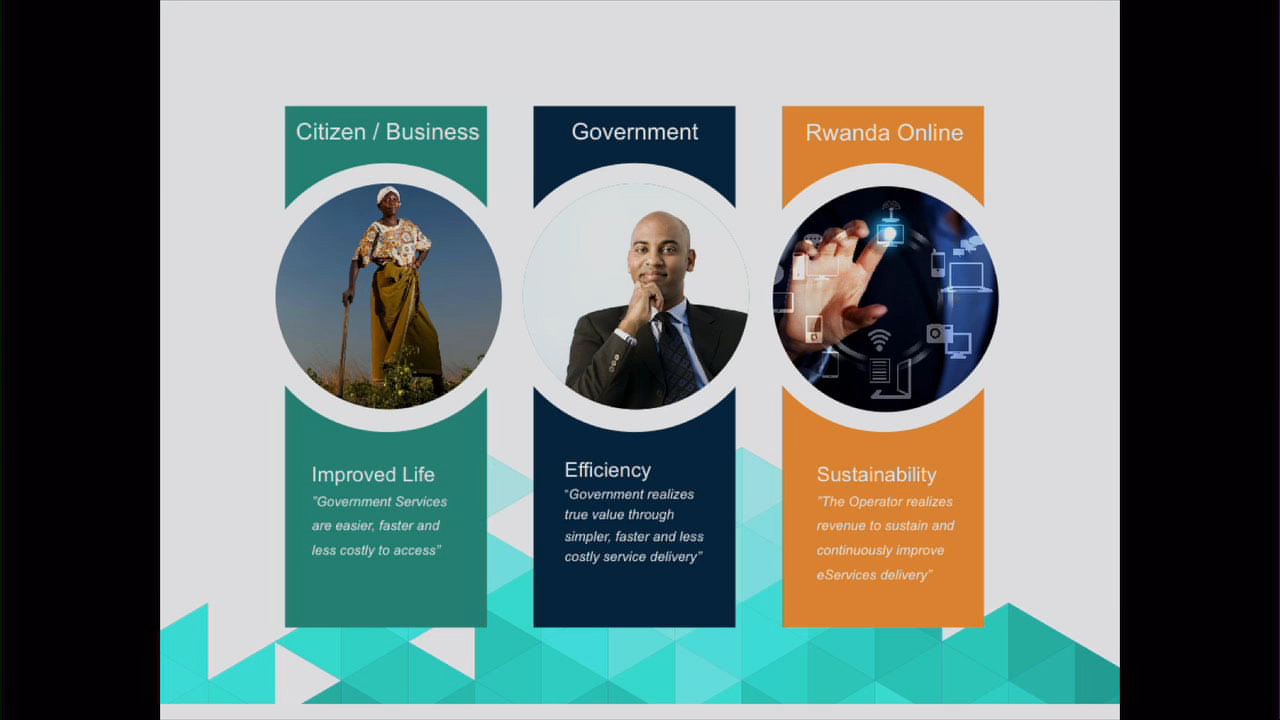 Citizen / Business
Improved Life
"Government Services
are easier, faster and
less costly to access”
Government
Efficiency
“Government realizes
true value through
simpler, faster and less
costly service delivery”
Rwanda Online
Sustainability
"The Operator realizes
revenue to sustain and
continuously improve
eServices delivery”